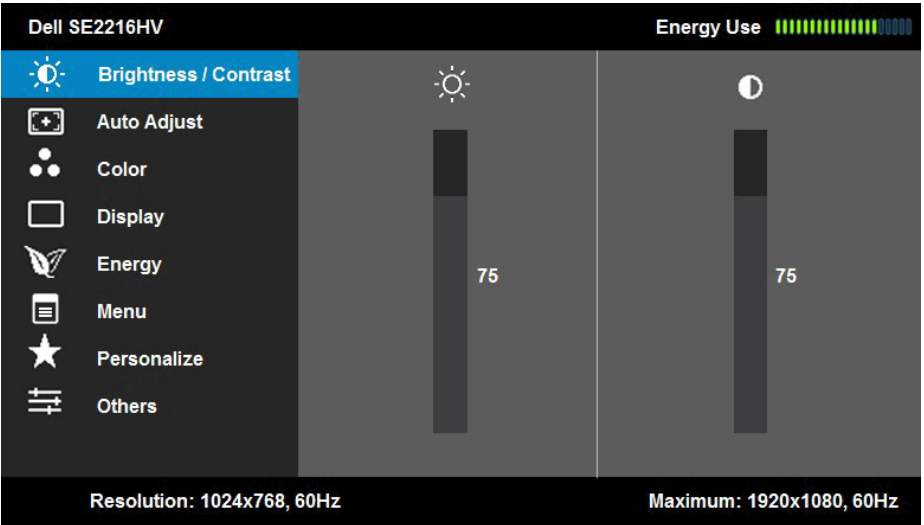 Dell SE2216HV Energy Use
Brightness / Contrast
Auto Adjust
Color
Display
Energy
75 75
Menu
Personalize
Others
Resolution: 1024x768, 60Hz Maximum: 1920x1080, 60Hz